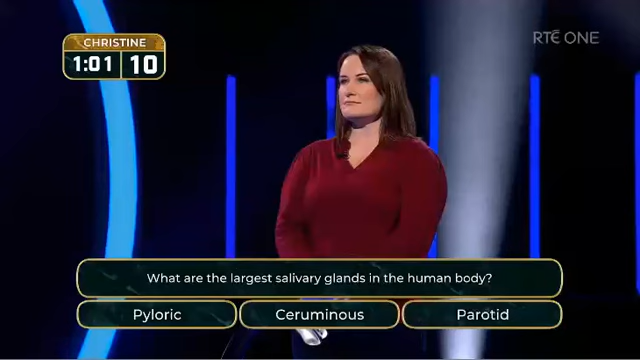 CHRISTINE
1:01 10
RTÉ ONE
What are the largest salivary glands in the human body?
Pyloric
Ceruminous
Parotid